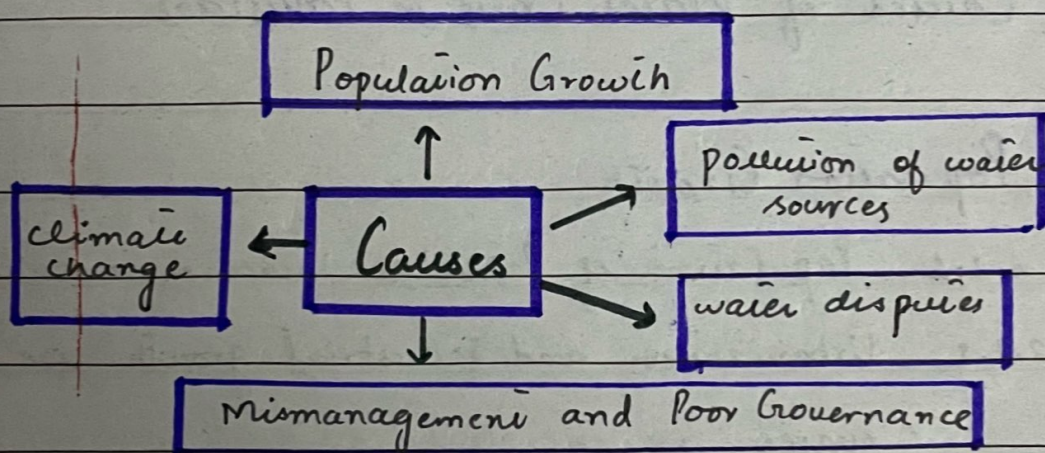 Population Growth
pollution of water
sources
climate
change
Causes
water disputes
Mismanagement and Poor Governance